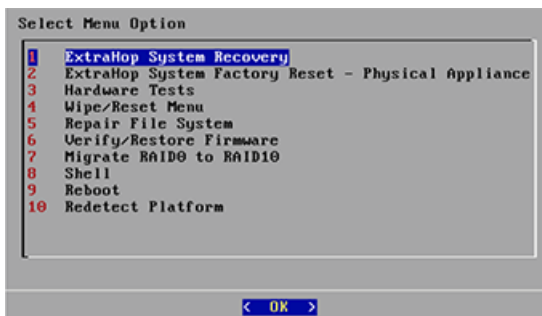 Select Menu Option
1 ExtraHop System Recovery
2 ExtraHop System Factory Reset - Physical Appliance
3 Hardware Tests
4 Wipe/Reset Menu
5 Repair File System
6 Verify/Restore Firmware
7 Migrate RAID0 to RAID10
8 Shell
9 Reboot
10 Redetect Platform
< OK >